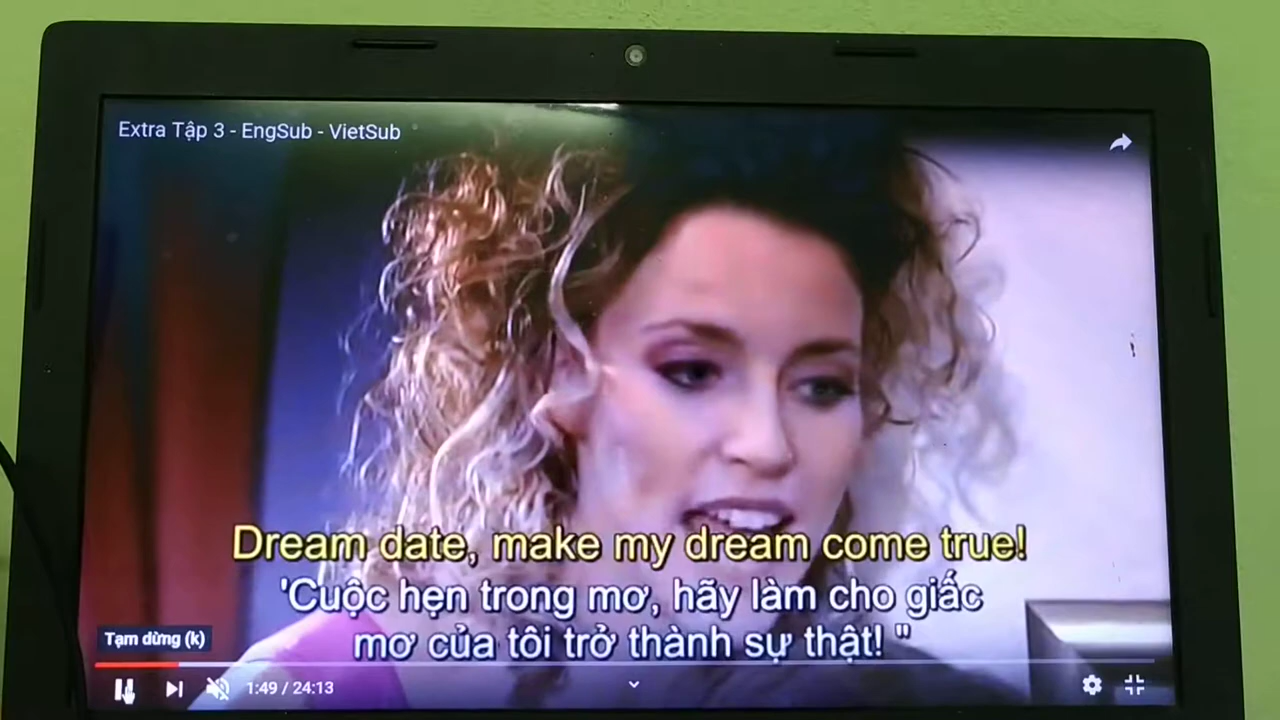 Extra Tập 3 - EngSub - VietSub
Dream date, make my dream come true!
'Cuộc hẹn trong mơ, hãy làm cho giấc
mơ của tôi trở thành sự thật! "
Tạm dừng (k)
1:49 / 24:13